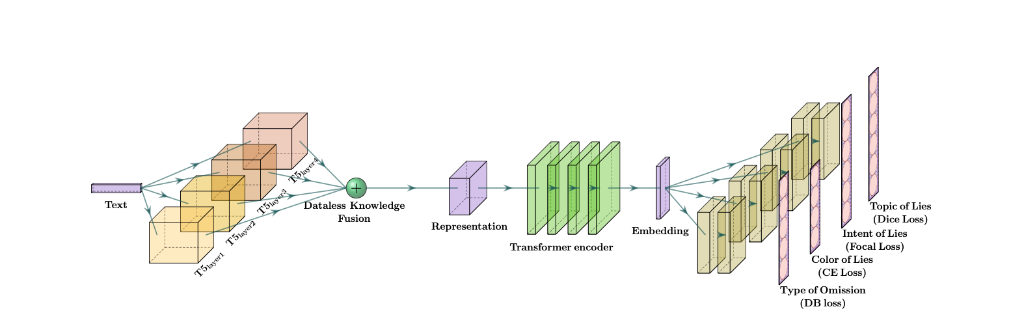 Text
T5layer1
T5layer2
T5layer3
T5layer4
+
Dataless Knowledge
Fusion
Representation
Transformer encoder
Embedding
Topic of Lies
(Dice Loss)
Intent of Lies
(Focal Loss)
Color of Lies
(CE Loss)
Type of Omission
(DB loss)